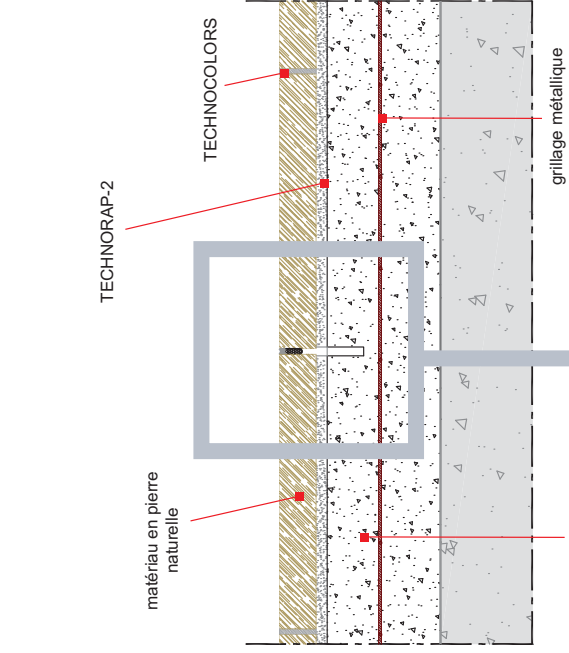 matériau en pierre
naturelle
TECHNORAP-2
TECHNOCOLORS
grillage métallique